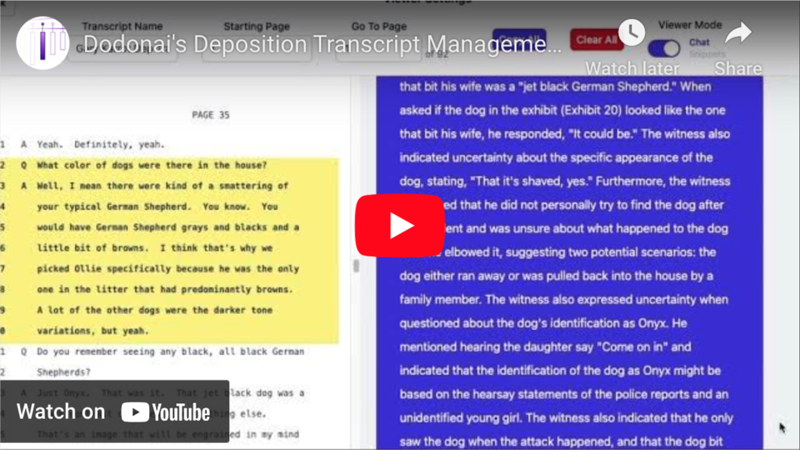 Viewer Settings
Transcript Name
Starting Page
Go To Page
Viewer Mode
Dodonai's Deposition Transcript Manageme...
of 92
Clear All
Chat
Snippets
Watch later
Share
PAGE 35
1 A Yeah. Definitely, yeah.
2 Q What color of dogs were there in the house?
3 A Well, I mean there were kind of a smattering of
4 your typical German Shepherd. You know. You
5 would have German Shepherd grays and blacks and a
6 little bit of browns. I think that's why we
7 picked Ollie specifically because he was the only
8 one in the litter that had predominantly browns.
9 A lot of the other dogs were the darker tone
0 variations, but yeah.
1 Q Do you remember seeing any black, all black German
2 Shepherds?
A Just Onyx. That was it. That jet black dog was a
else.
That's an image that will be engrained in my mind
Watch on YouTube
that bit his wife was a "jet black German Shepherd." When
asked if the dog in the exhibit (Exhibit 20) looked like the one
that bit his wife, he responded, "It could be." The witness also
indicated uncertainty about the specific appearance of the
dog, stating, "That it's shaved, yes." Furthermore, the witness
ed that he did not personally try to find the dog after
ent and was unsure about what happened to the dog
elbowed it, suggesting two potential scenarios: the
dog either ran away or was pulled back into the house by a
family member. The witness also expressed uncertainty when
questioned about the dog's identification as Onyx. He
mentioned hearing the daughter say "Come on in" and
indicated that the identification of the dog as Onyx might be
based on the hearsay statements of the police reports and an
unidentified young girl. The witness also indicated that he only
saw the dog when the attack happened, and that the dog bit